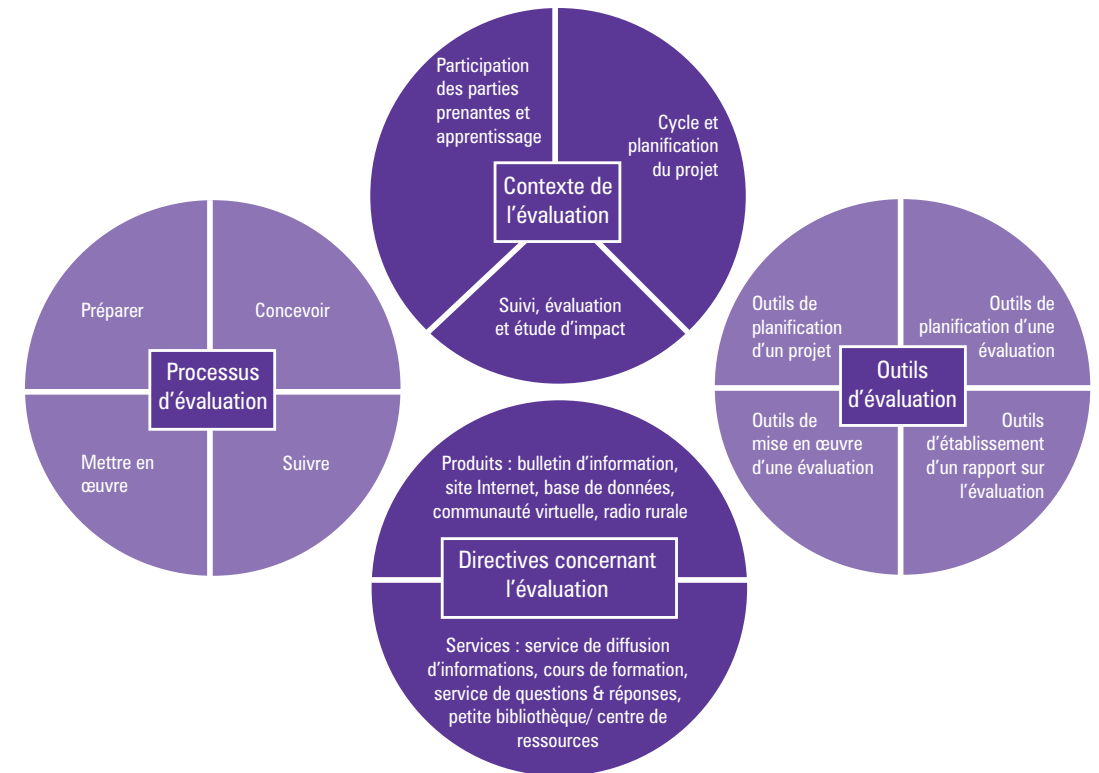 Participation
des parties
prenantes et
apprentissage
Cycle et
planification
du projet
Contexte de
l'évaluation
Suivi, évaluation
et étude d'impact
Préparer
Concevoir
Processus
d'évaluation
Mettre en
œuvre
Suivre
Outils de
planification
d'un projet
Outils de
planification d'une
évaluation
Outils
d'évaluation
Outils de
mise en œuvre
d'une évaluation
Outils
d'établissement
d'un rapport sur
l'évaluation
Produits : bulletin d'information,
site Internet, base de données,
communauté virtuelle, radio rurale
Directives concernant
l'évaluation
Services : service de diffusion
d'informations, cours de formation,
service de questions & réponses,
petite bibliothèque/ centre de
ressources